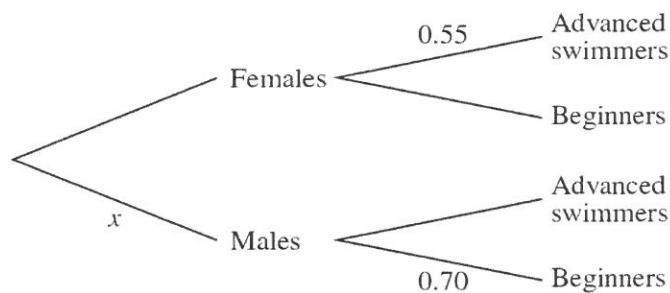 0.55
Advanced
swimmers
Females
Beginners
Advanced
swimmers
x
Males
0.70
Beginners